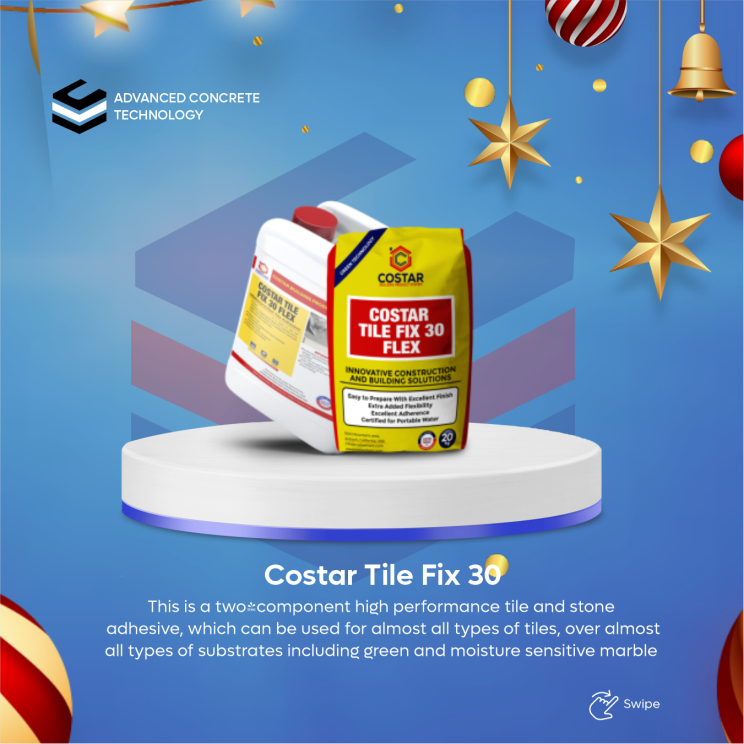 ADVANCED CONCRETE
TECHNOLOGY
GREEN TECHNOLOGY
COSTAR
COSTAR TILE
FIX 30 FLEX
COSTAR
TILE FIX 30
FLEX
INNOVATIVE CONSTRUCTION
AND BUILDING SOLUTIONS
Easy to Prepare With Excellent Finish
Extra Added Flexibility
Excellent Adherence
Certified for Portable Water
20
Costar Tile Fix 30
This is a two-component high performance tile and stone
adhesive, which can be used for almost all types of tiles, over almost
all types of substrates including green and moisture sensitive marble
Swipe